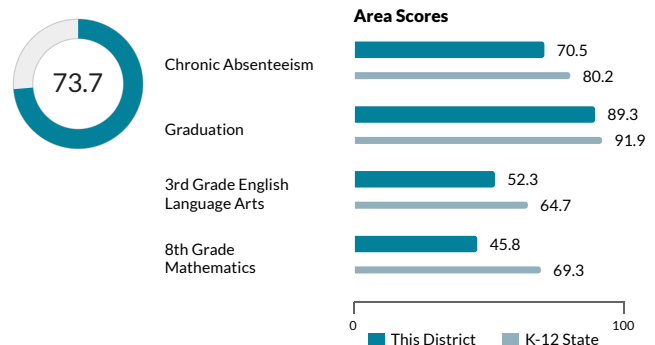 Area Scores
73.7
Chronic Absenteeism
70.5
80.2
Graduation
89.3
91.9
3rd Grade English
Language Arts
52.3
64.7
8th Grade
Mathematics
45.8
69.3
0
100
This District
K-12 State